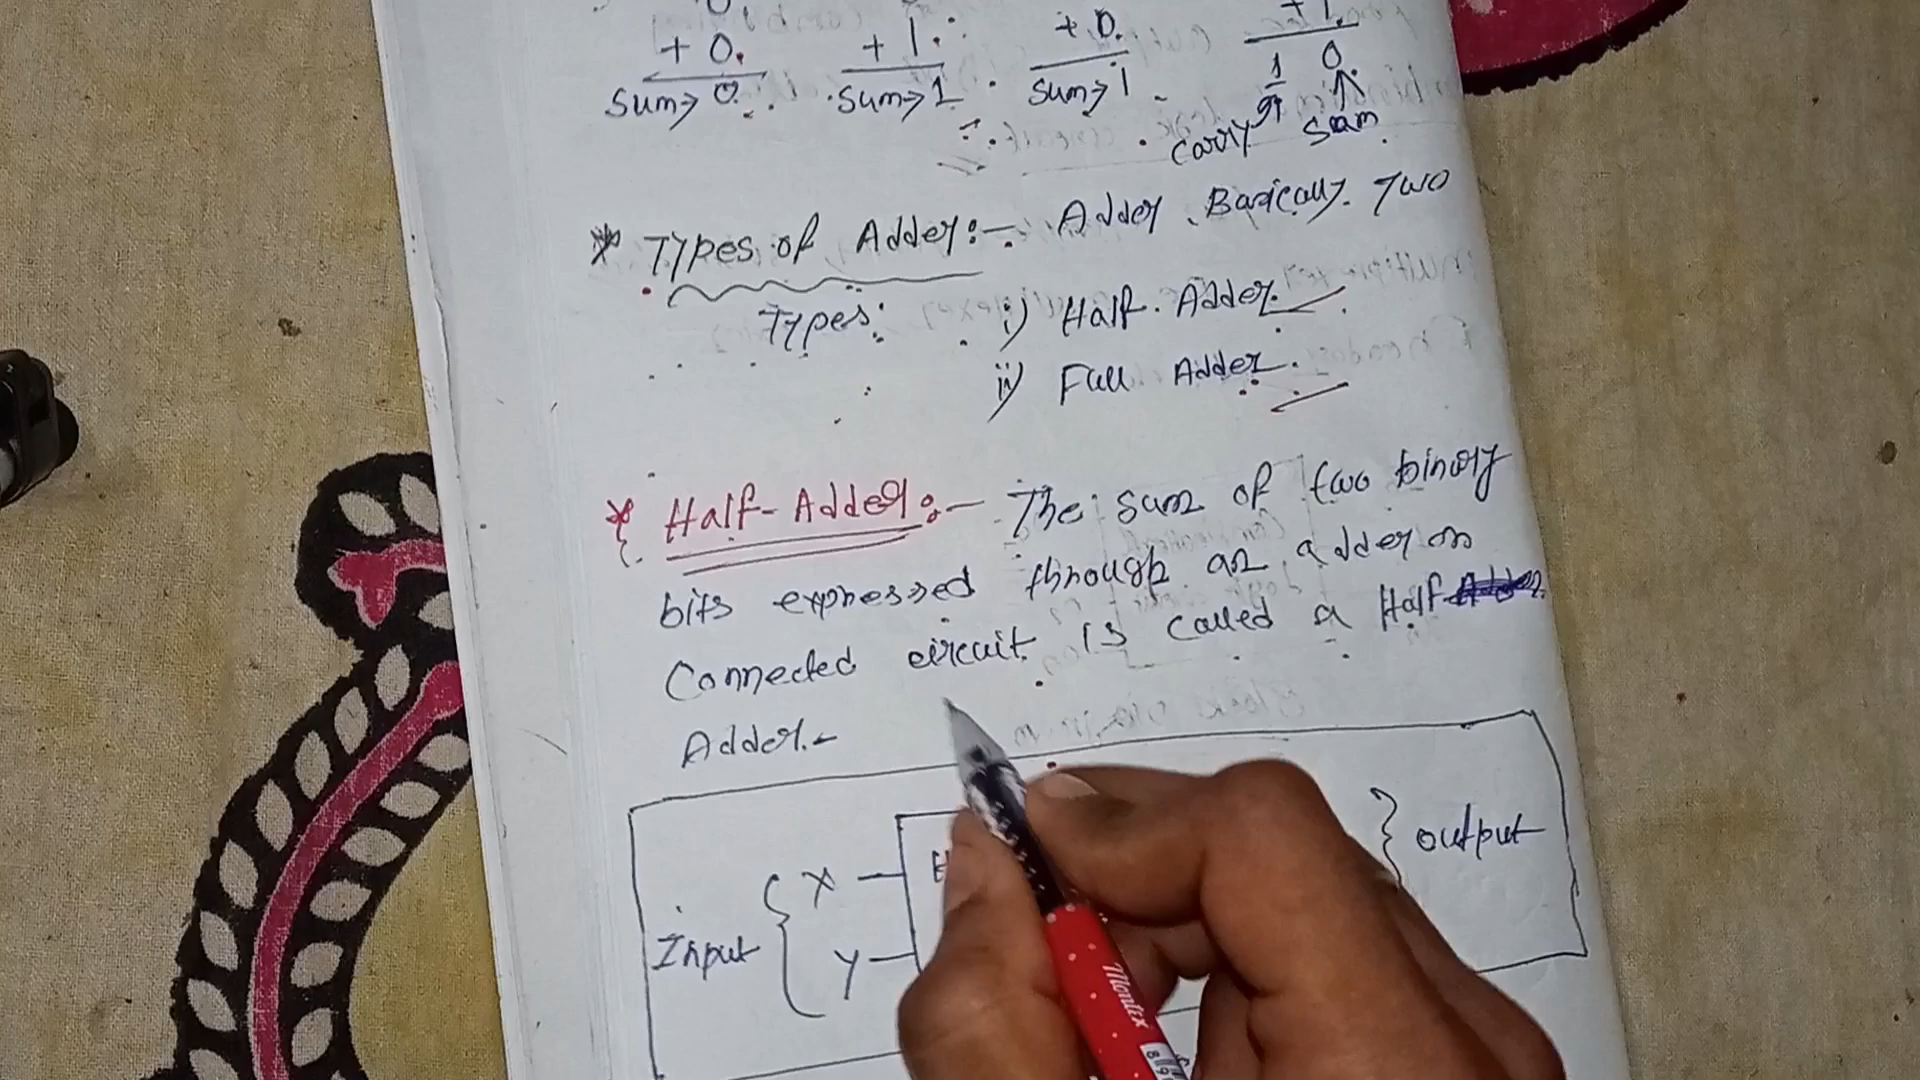 + 0. + 1. + 0. + 1.
Sum→ 0. Sum→1 Sum→1 1 0.
Carry Sum.
* Types of Adder:- Adder Basically Two
Types: i) Half Adder.
ii) Full Adder.
* Half-Adder:- The sum of two binary
bits expressed through an adder on
Connected circuit is called a Half
Adder.-
Input { X
Y
} output
Montex